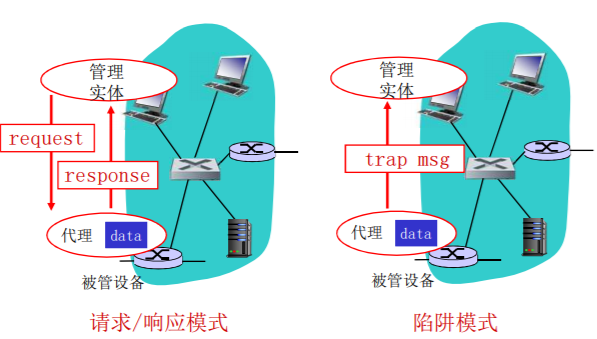 管理
实体
request
response
代理
data
被管设备
请求/响应模式
管理
实体
trap msg
代理
data
被管设备
陷阱模式